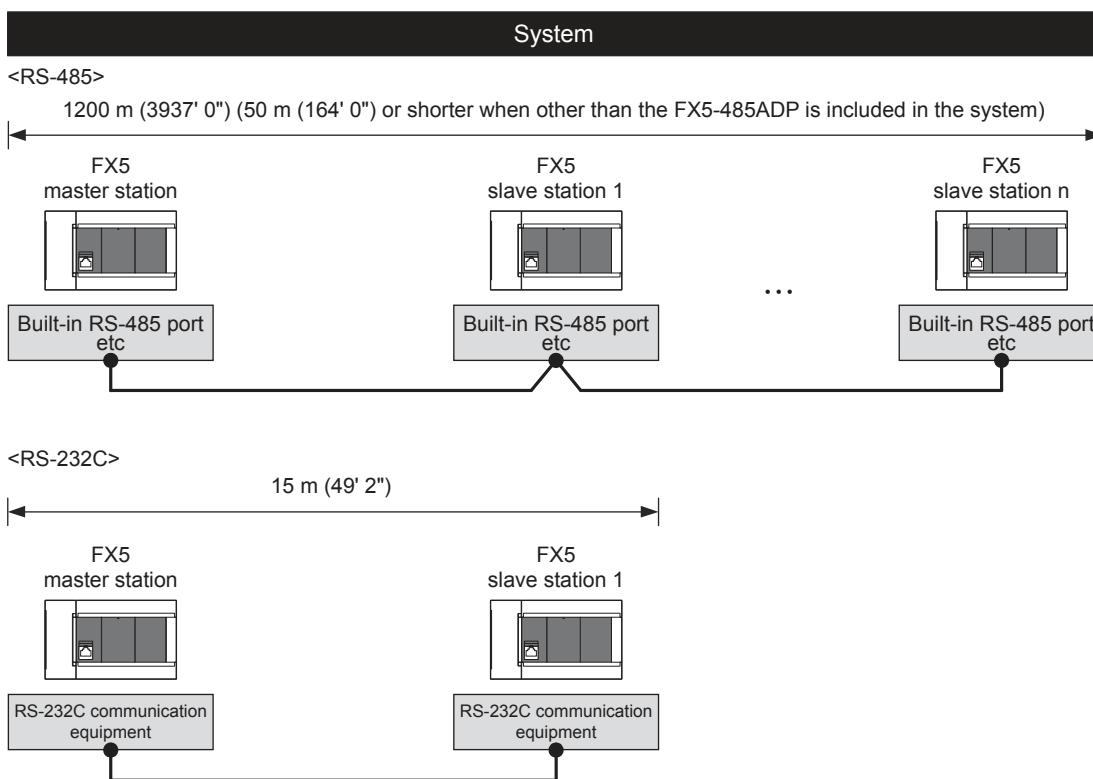 System
<RS-485>
1200 m (3937' 0") (50 m (164' 0") or shorter when other than the FX5-485ADP is included in the system)
FX5
master station
FX5
slave station 1
FX5
slave station n
...
Built-in RS-485 port
etc
Built-in RS-485 port
etc
Built-in RS-485 port
etc
<RS-232C>
15 m (49' 2")
FX5
master station
FX5
slave station 1
RS-232C communication
equipment
RS-232C communication
equipment